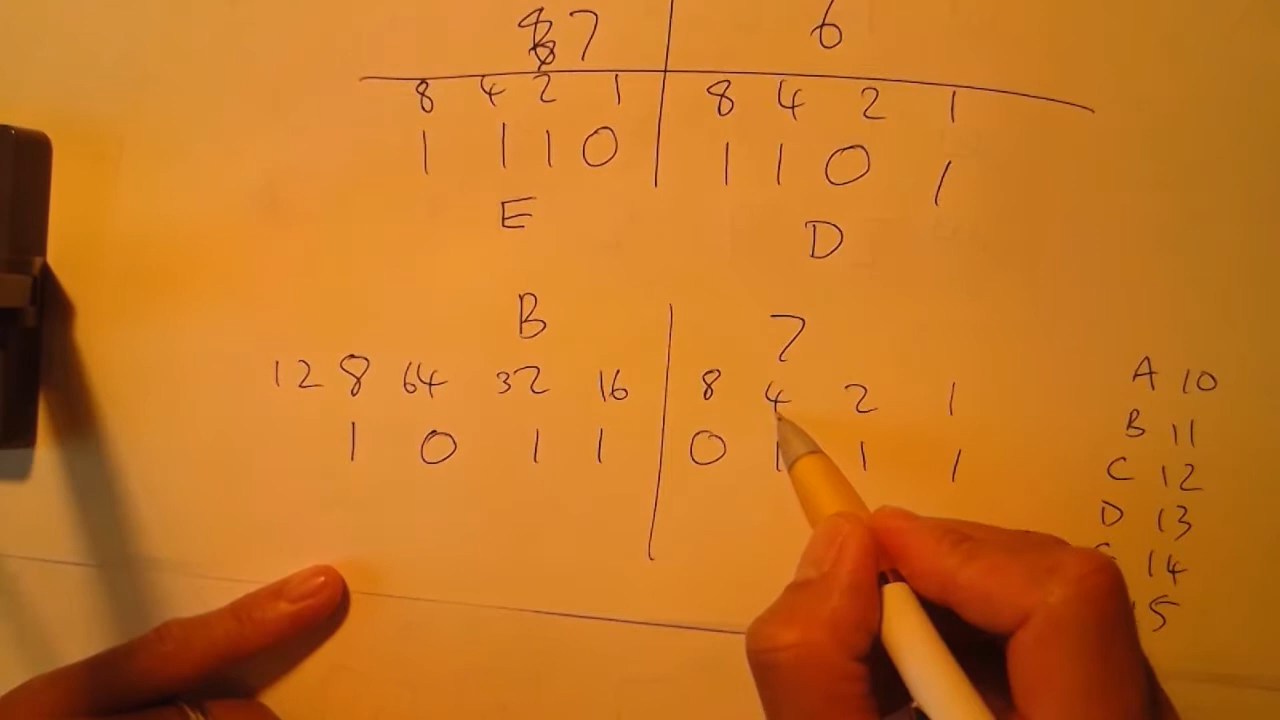 7 6
8 4 2 1 8 4 2 1
1 1 1 0 1 1 0 1
E D
B 7
128 64 32 16 8 4 2 1
1 0 1 1 0 1 1 1
A 10
B 11
C 12
D 13
14
15